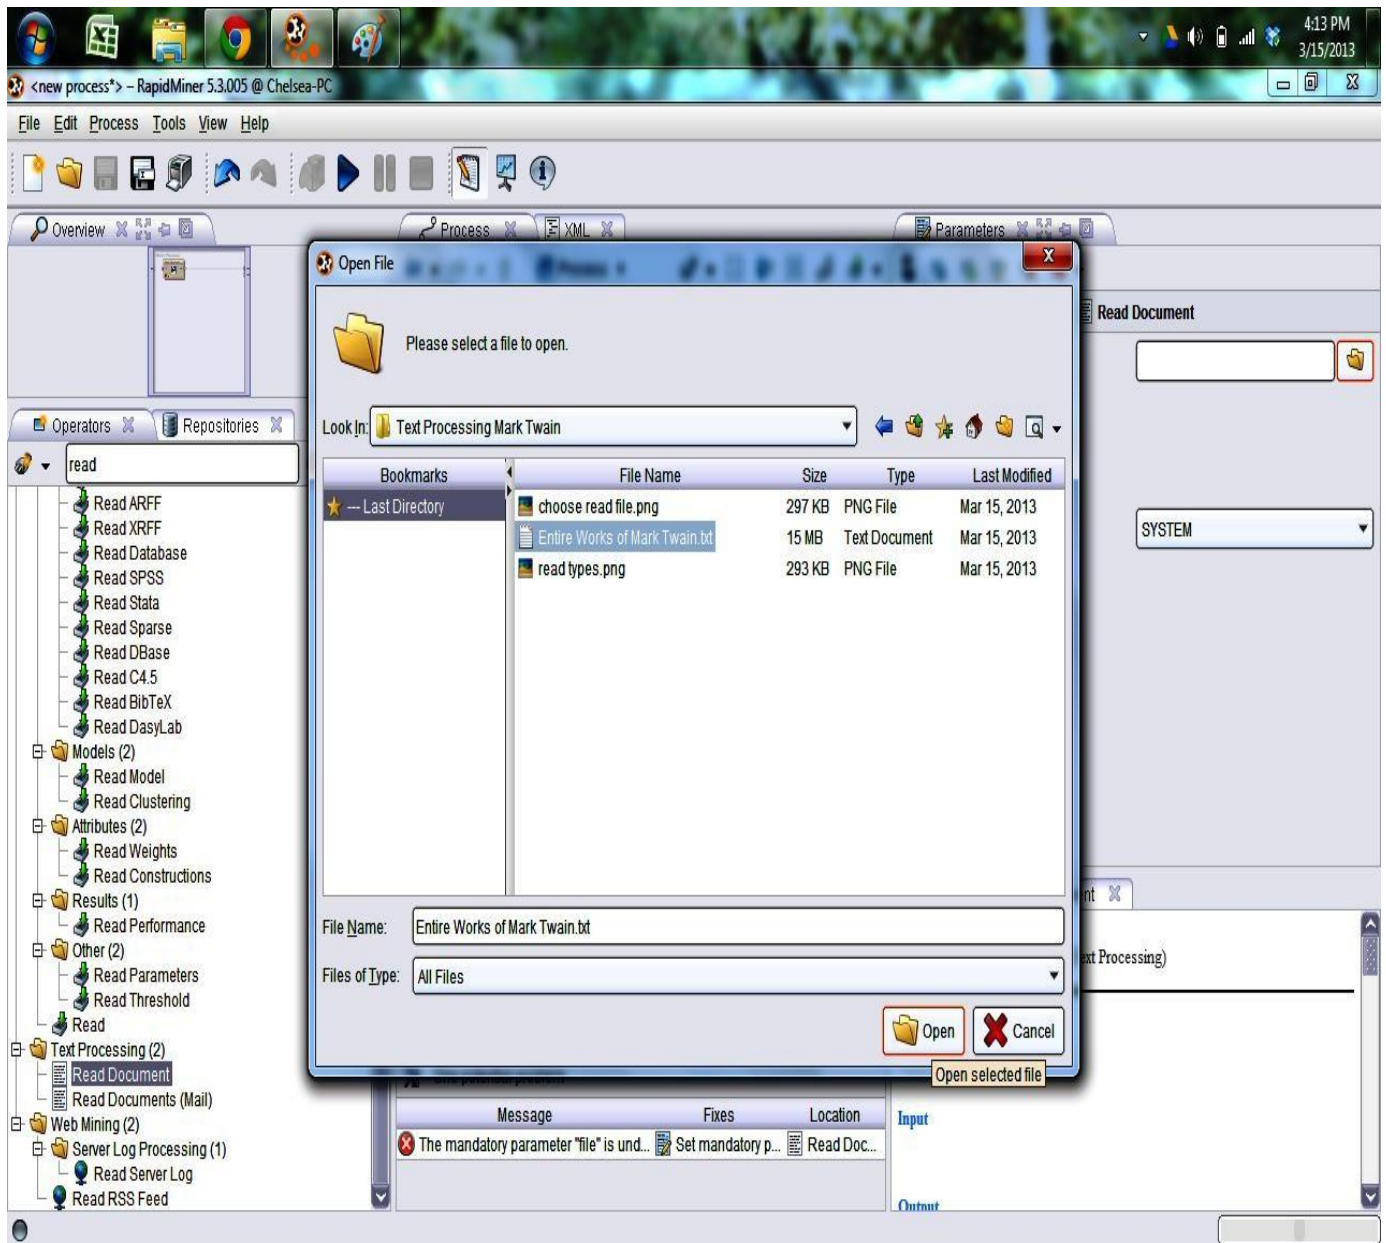 4:13 PM
3/15/2013
<new process*> – RapidMiner 5.3.005 @ Chelsea-PC
File Edit Process Tools View Help
Overview
Process
XML
Parameters
Open File
Process
Please select a file to open.
Read Document
Operators
Repositories
Look In:
Text Processing Mark Twain
read
Bookmarks
File Name
Size
Type
Last Modified
--- Last Directory
choose read file.png 297 KB PNG File Mar 15, 2013
Entire Works of Mark Twain.txt 15 MB Text Document Mar 15, 2013
read types.png 293 KB PNG File Mar 15, 2013
SYSTEM
Read ARFF
Read XRFF
Read Database
Read SPSS
Read Stata
Read Sparse
Read DBase
Read C4.5
Read BibTeX
Read DasyLab
Models (2)
Read Model
Read Clustering
Attributes (2)
Read Weights
Read Constructions
Results (1)
Read Performance
Other (2)
Read Parameters
Read Threshold
Read
Text Processing (2)
Read Document
Read Documents (Mail)
Web Mining (2)
Server Log Processing (1)
Read Server Log
Read RSS Feed
File Name: Entire Works of Mark Twain.txt
Files of Type: All Files
Open
Cancel
Open selected file
nt
ext Processing)
Message Fixes Location
The mandatory parameter "file" is und... Set mandatory p... Read Doc...
Input
Output